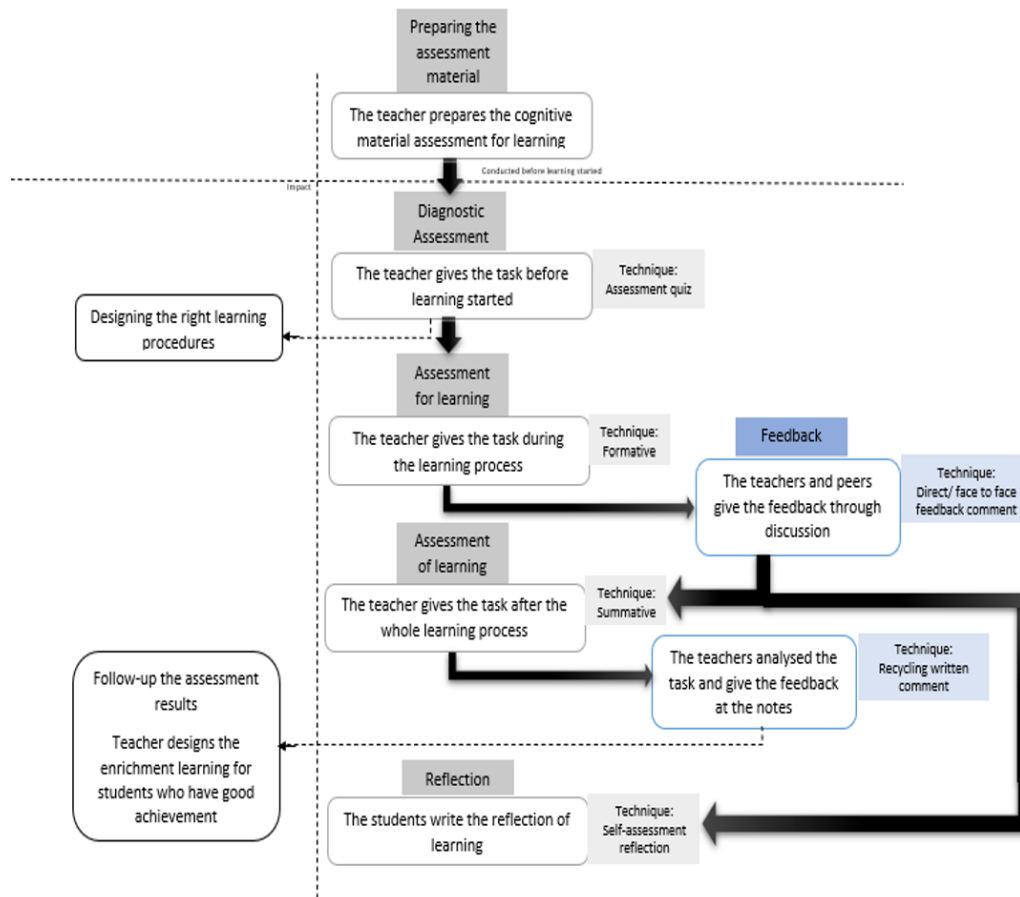 Preparing the
assessment
material
The teacher prepares the cognitive
material assessment for learning
Conducted before learning started
Impact
Diagnostic
Assessment
The teacher gives the task before
learning started
Technique:
Assessment quiz
Designing the right learning
procedures
Assessment
for learning
The teacher gives the task during
the learning process
Technique:
Formative
Feedback
The teachers and peers
give the feedback through
discussion
Technique:
Direct/ face to face
feedback comment
Assessment
of learning
The teacher gives the task after the
whole learning process
Technique:
Summative
The teachers analysed the
task and give the feedback
at the notes
Technique:
Recycling written
comment
Follow-up the assessment
results
Teacher designs the
enrichment learning for
students who have good
achievement
Reflection
The students write the reflection of
learning
Technique:
Self-assessment
reflection